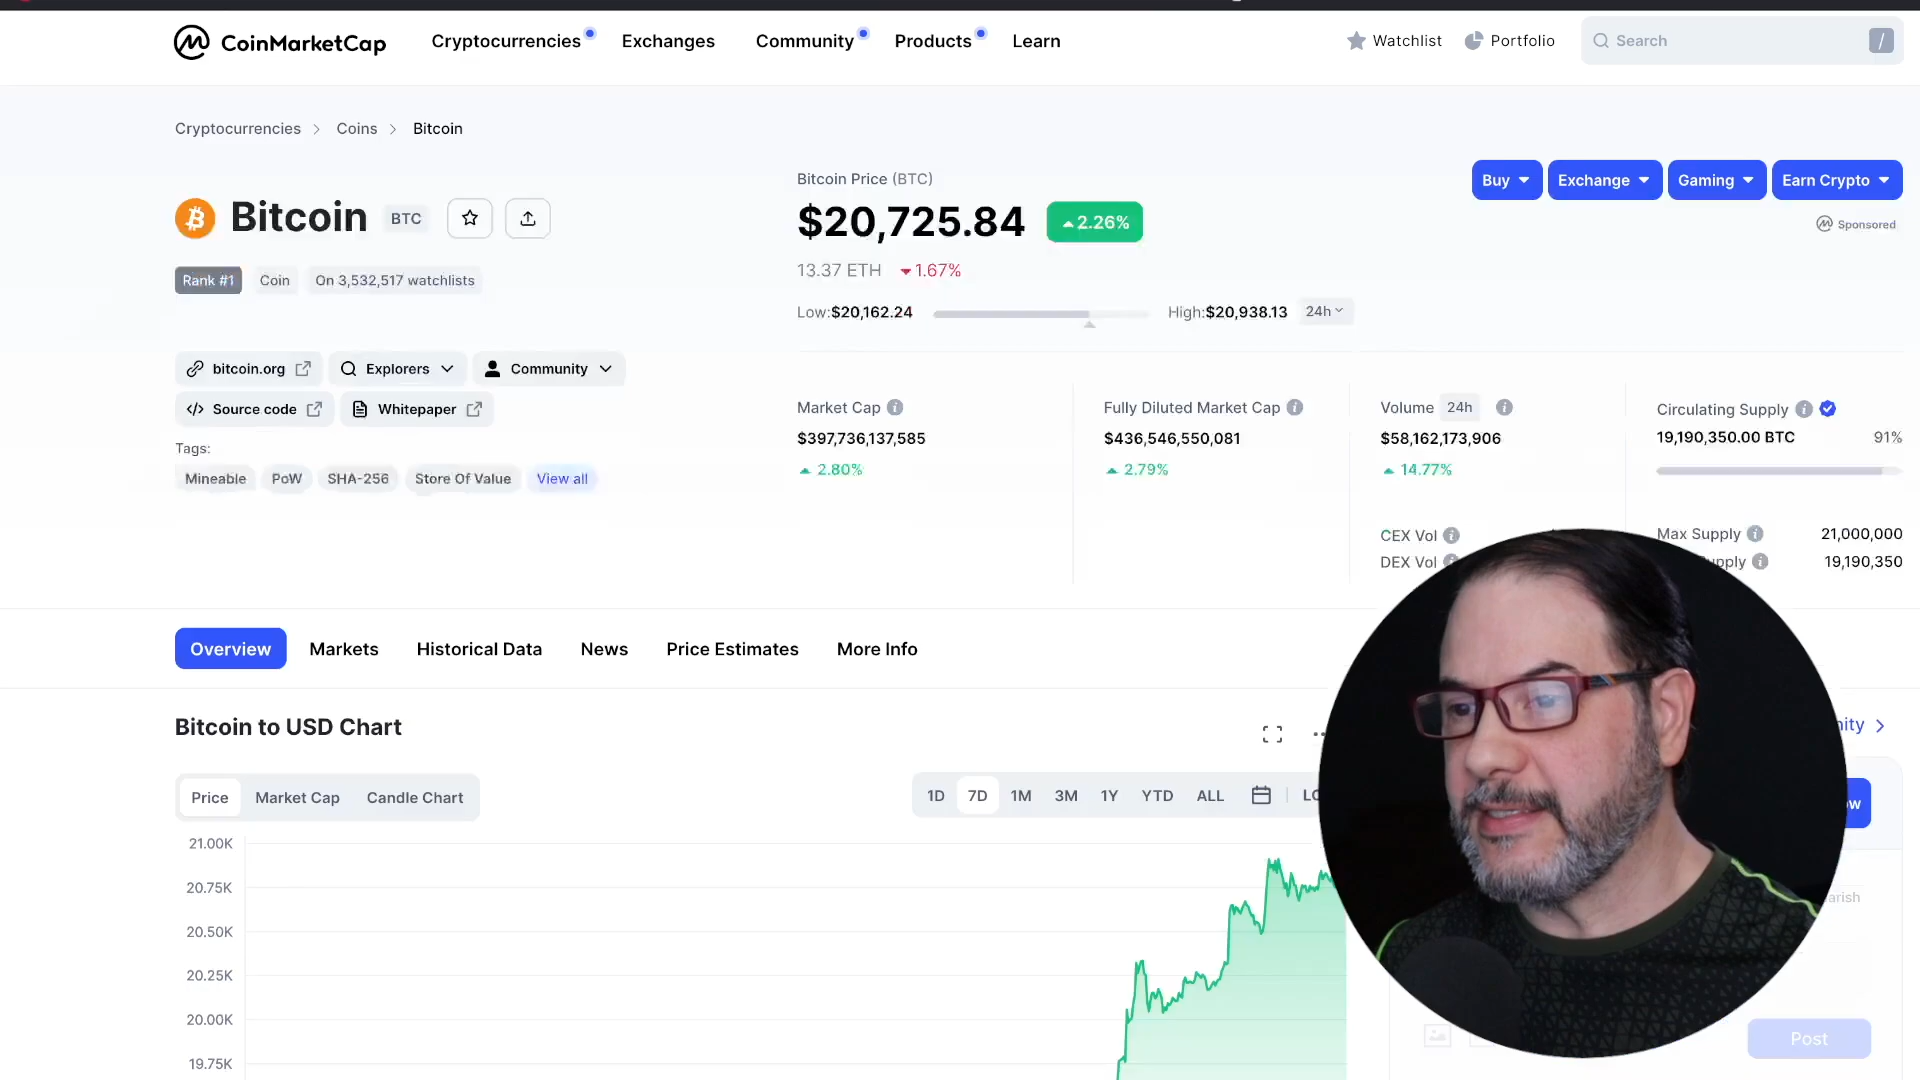 CoinMarketCap
Cryptocurrencies
Exchanges
Community
Products
Learn
Watchlist
Portfolio
Search
/
Cryptocurrencies > Coins > Bitcoin
Bitcoin BTC
Rank #1
Coin
On 3,532,517 watchlists
bitcoin.org
Explorers
Community
Source code
Whitepaper
Tags:
Mineable
PoW
SHA-256
Store Of Value
View all
Bitcoin Price (BTC)
$20,725.84
2.26%
13.37 ETH
1.67%
Low:$20,162.24
High:$20,938.13
24h
Buy
Exchange
Gaming
Earn Crypto
Sponsored
Market Cap
$397,736,137,585
2.80%
Fully Diluted Market Cap
$436,546,550,081
2.79%
Volume 24h
$58,162,173,906
14.77%
CEX Vol
DEX Vol
Circulating Supply
19,190,350.00 BTC
91%
Max Supply
21,000,000
19,190,350
Overview
Markets
Historical Data
News
Price Estimates
More Info
Bitcoin to USD Chart
Price
Market Cap
Candle Chart
1D
7D
1M
3M
1Y
YTD
ALL
21.00K
20.75K
20.50K
20.25K
20.00K
19.75K
Post